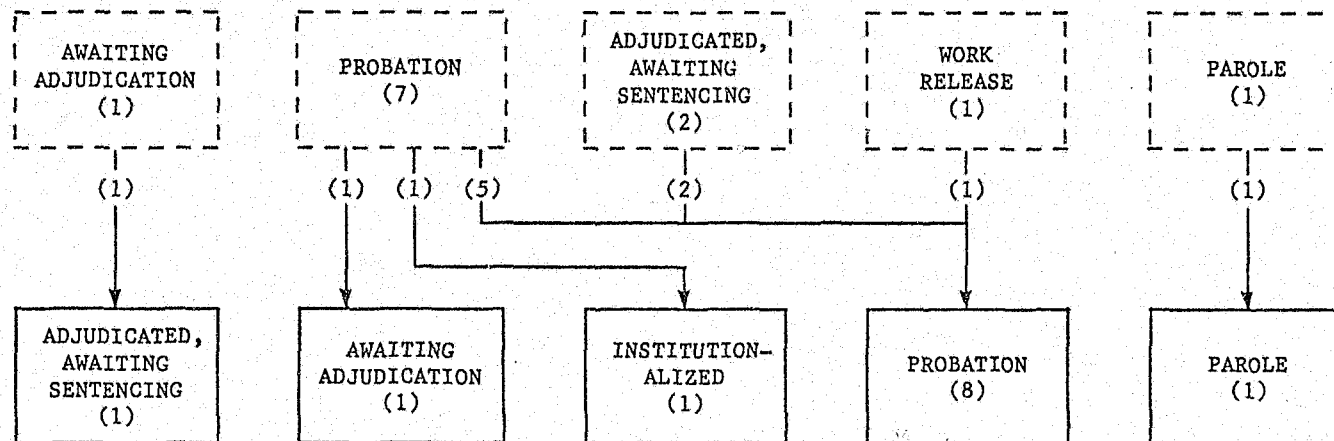 AWAITING
ADJUDICATION
(1)
PROBATION
(7)
ADJUDICATED,
AWAITING
SENTENCING
(2)
WORK
RELEASE
(1)
PAROLE
(1)
(1)
(1)
(1)
(5)
(2)
(1)
(1)
ADJUDICATED,
AWAITING
SENTENCING
(1)
AWAITING
ADJUDICATION
(1)
INSTITUTION-
ALIZED
(1)
PROBATION
(8)
PAROLE
(1)